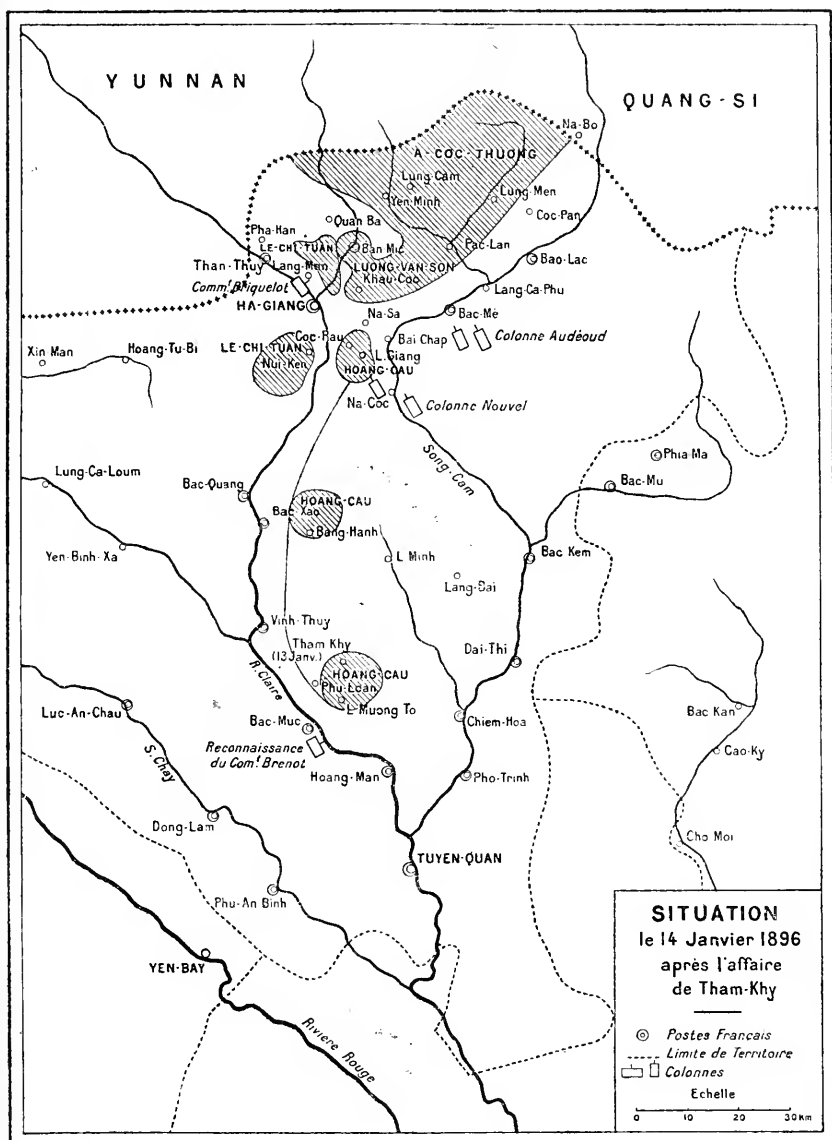 YUNNAN
QUANG-SI
Na-Bo
A-COC-THUONG
Lung-Cam
Yen-Minh
Lung-Men
Coc-Pan
Quan Ba
Pha-Han
LE-CHI-TUAN
Ban Mic
Pac-Lan
Bao-Lac
Than-Thuy
Lang-Men
LUONG-VAN-SON
Khau-Coc
Lang-Ca-Phu
Commt Briquelot
HA-GIANG
Na-Sa
Bac-Mé
Coc-Rau
Bai Chap
Colonne Audéoud
Xin Man
Hoang-Tu-Bi
LE-CHI-TUAN
Nui-Ken
L. Giang
HOANG-CAU
Na-Coc
Colonne Nouvel
Song-Cam
Phia-Ma
Lung-Ca-Loum
Bac-Quang
HOANG-CAU
Bac-Mu
Bac Xao
Bang-Hanh
Yen-Binh-Xa
L Minh
Bac Kem
Lang-Bai
Vinh-Thuy
Tham Khy
(13 Janv.)
Dai-Thi
R. Claire
HOANG-CAU
Phu-Loan
L Muong To
Luc-An-Chau
Bac-Muc
Chiem-Hoa
Bac Kan
S. Chay
Reconnaissance
du Comt Brenot
Hoang-Man
Pho-Trinh
Cao-Ky
Dong-Lam
Cho Moi
TUYEN-QUAN
Phu-An Binh
YEN-BAY
Rivière Rouge
SITUATION
le 14 Janvier 1896
après l'affaire
de Tham-Khy
Postes Français
Limite de Territoire
Colonnes
Echelle
0 10 20 30 Km